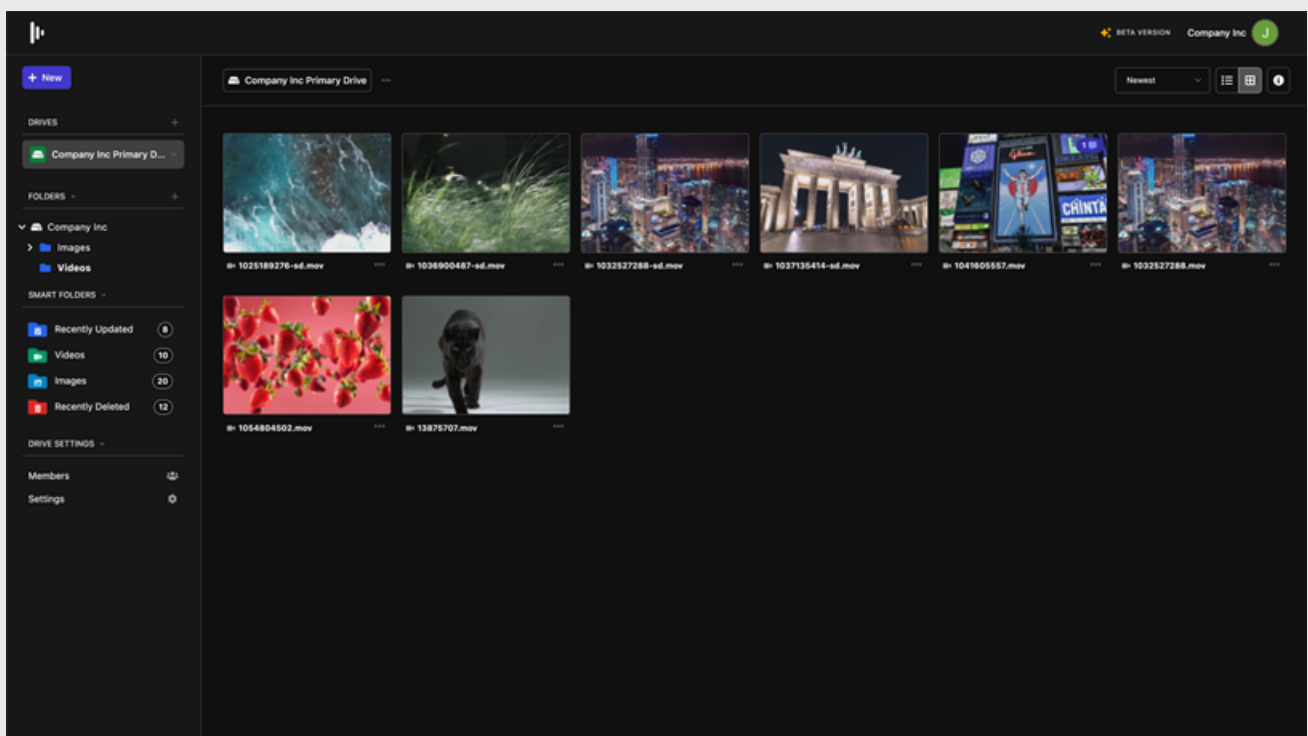 BETA VERSION
Company Inc
J
+ New
Company Inc Primary Drive
Newest
DRIVES
Company Inc Primary D...
FOLDERS
Company Inc
Images
Videos
SMART FOLDERS
Recently Updated 8
Videos 10
Images 20
Recently Deleted 12
DRIVE SETTINGS
Members
Settings
1025189276-sd.mov
1036900487-sd.mov
1032527288-sd.mov
1037135414-sd.mov
1041605557.mov
1032527288.mov
CHINTA
1054804502.mov
13875707.mov